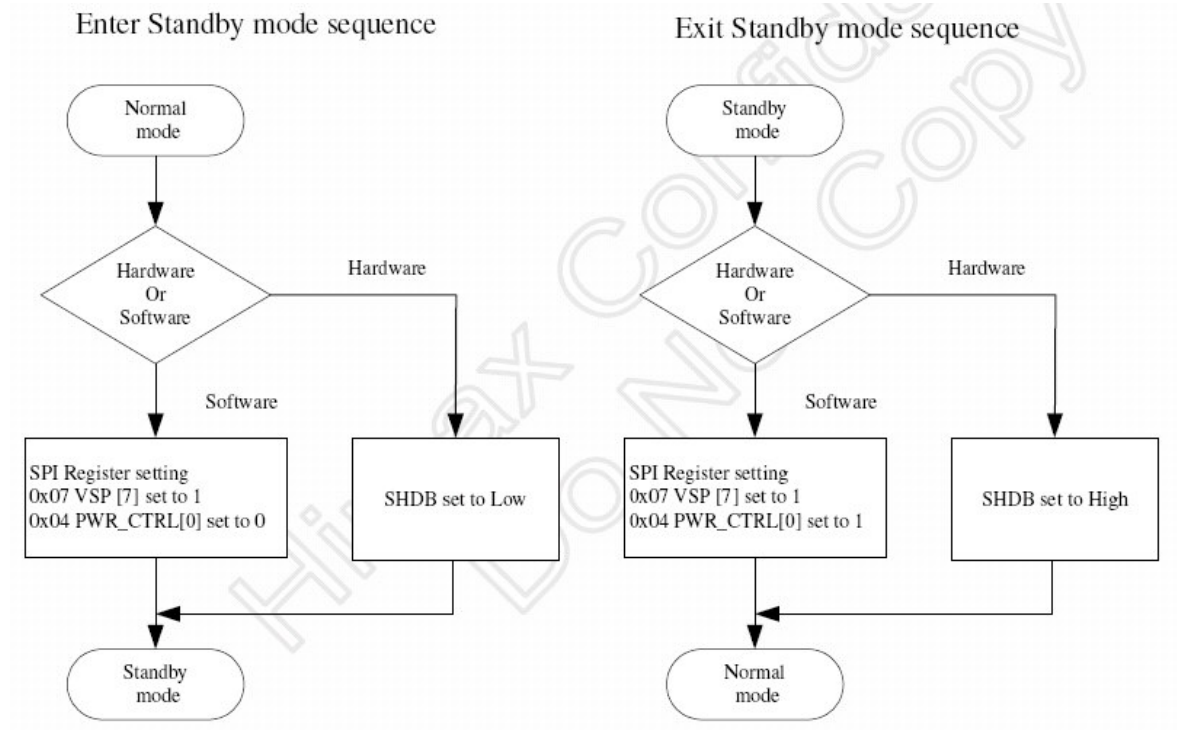 Enter Standby mode sequence
Normal
mode
Hardware
Or
Software
Hardware
Software
SPI Register setting
0x07 VSP [7] set to 1
0x04 PWR_CTRL[0] set to 0
SHDB set to Low
Standby
mode
Exit Standby mode sequence
Standby
mode
Hardware
Or
Software
Hardware
Software
SPI Register setting
0x07 VSP [7] set to 1
0x04 PWR_CTRL[0] set to 1
SHDB set to High
Normal
mode
Do No Copy